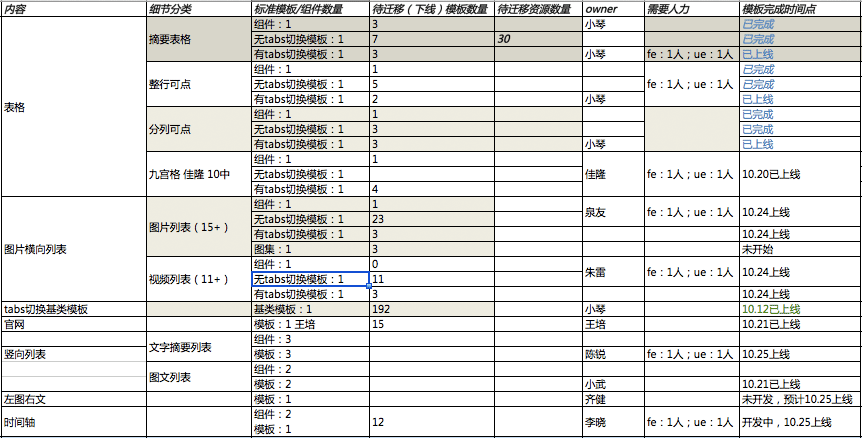 内容 细节分类 标准模板/组件数量 待迁移（下线）模板数量 待迁移资源数量 owner 需要人力 模板完成时间点
表格 摘要表格 组件：1 3 小琴 已完成
无tabs切换模板：1 7 30 已完成
有tabs切换模板：1 3 小琴 fe：1人；ue：1人 已上线
整行可点 组件：1 1 fe：1人；ue：1人 已完成
无tabs切换模板：1 5 已完成
有tabs切换模板：1 2 小琴 已上线
分列可点 组件：1 1 已完成
无tabs切换模板：1 3 已完成
有tabs切换模板：1 3 小琴 已上线
九宫格 佳隆 10中 组件：1 1 佳隆 fe：1人；ue：1人 10.20已上线
无tabs切换模板：1
有tabs切换模板：1 4
图片横向列表 图片列表（15+） 组件：1 1 泉友 fe：1人；ue：1人 10.24上线
无tabs切换模板：1 23
有tabs切换模板：1 3 10.24上线
图集：1 3 未开始
视频列表（11+） 组件：1 0 朱雷 fe：1人；ue：1人 10.24上线
无tabs切换模板：1 11
有tabs切换模板：1 3 10.24上线
tabs切换基类模板 基类模板：1 192 小琴 10.12已上线
官网 模板：1 王培 15 王培 10.21已上线
竖向列表 文字摘要列表 组件：3
模板：3 陈锐 fe：1人；ue：1人 10.25上线
图文列表 组件：2
模板：2 小武 10.21已上线
左图右文 模板：1 齐健 未开发，预计10.25上线
时间轴 组件：2 12 李晓 fe：1人；ue：1人 开发中，10.25上线
模板：1